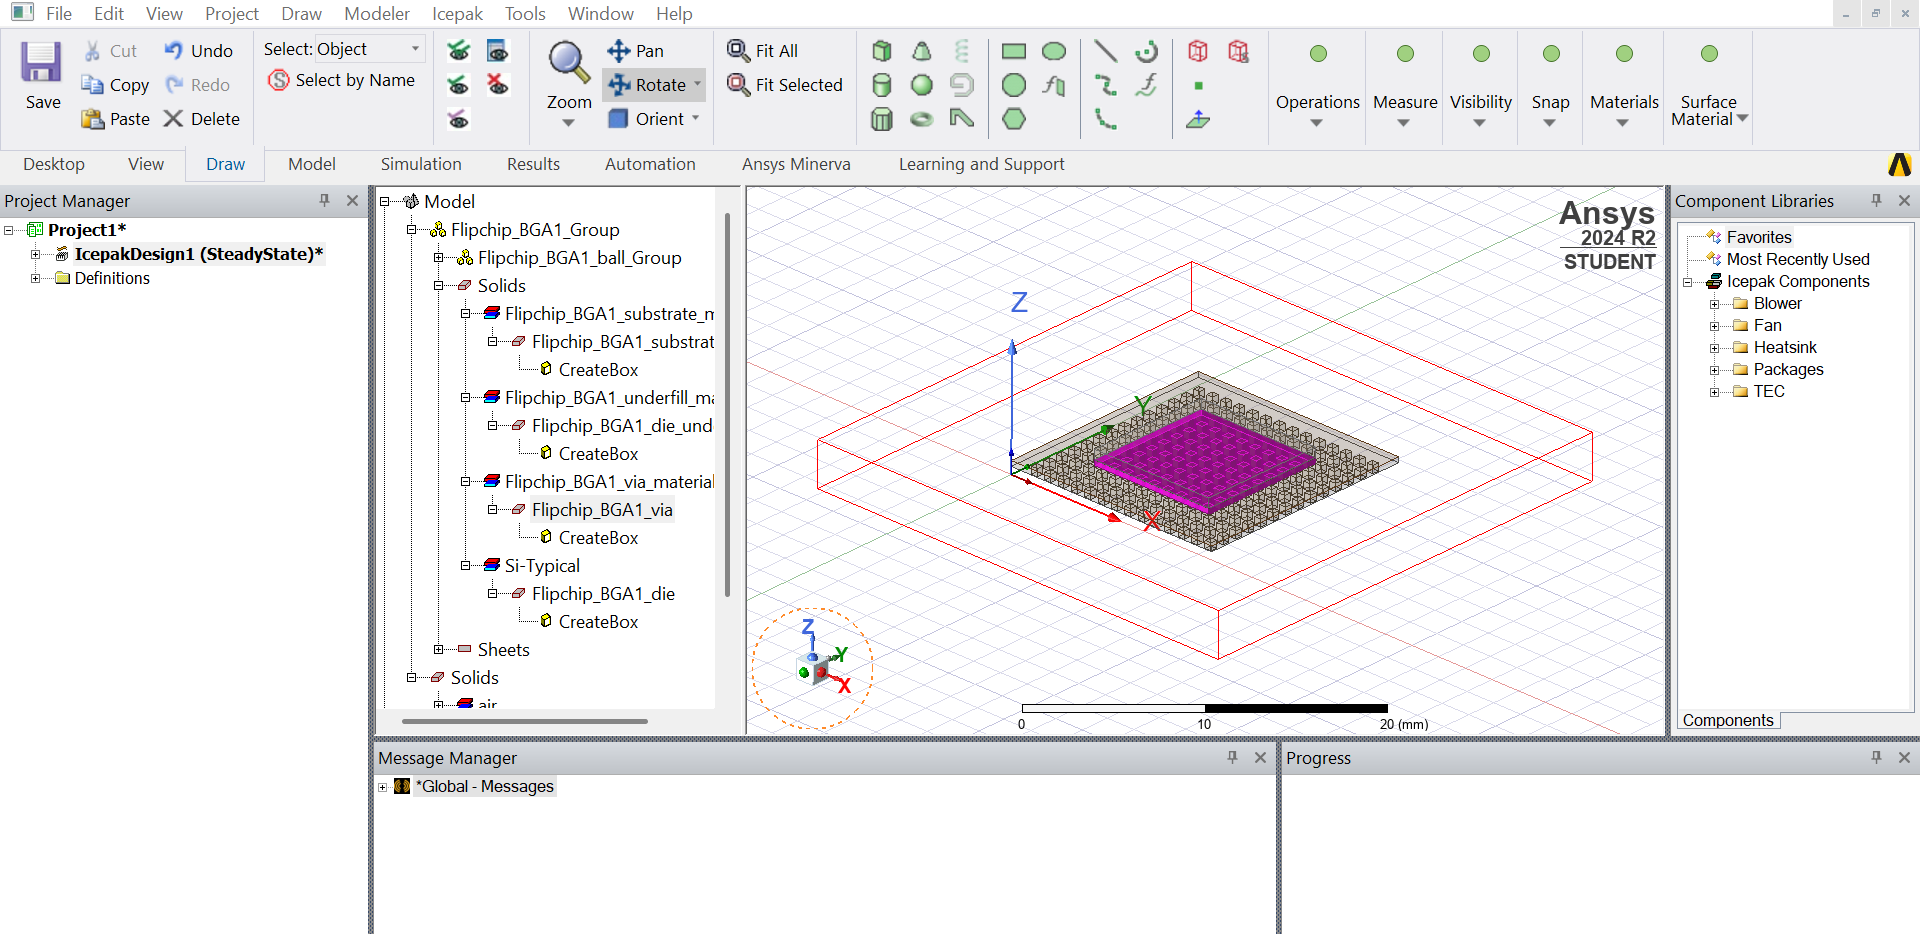 File Edit View Project Draw Modeler Icepak Tools Window Help
Save
Cut
Copy
Paste
Undo
Redo
Delete
Select: Object
Select by Name
Zoom
Pan
Rotate
Orient
Fit All
Fit Selected
Operations
Measure
Visibility
Snap
Materials
Surface
Material
Desktop View Draw Model Simulation Results Automation Ansys Minerva Learning and Support
Project Manager
Project1*
IcepakDesign1 (SteadyState)*
Definitions
Model
Flipchip_BGA1_Group
Flipchip_BGA1_ball_Group
Solids
Flipchip_BGA1_substrate_m
Flipchip_BGA1_substrat
CreateBox
Flipchip_BGA1_underfill_ma
Flipchip_BGA1_die_und
CreateBox
Flipchip_BGA1_via_material
Flipchip_BGA1_via
CreateBox
Si-Typical
Flipchip_BGA1_die
CreateBox
Sheets
Solids
air
Ansys
2024 R2
STUDENT
Z
Y
X
Z
Y
X
0 10 20 (mm)
Component Libraries
Favorites
Most Recently Used
Icepak Components
Blower
Fan
Heatsink
Packages
TEC
Components
Message Manager
*Global - Messages
Progress